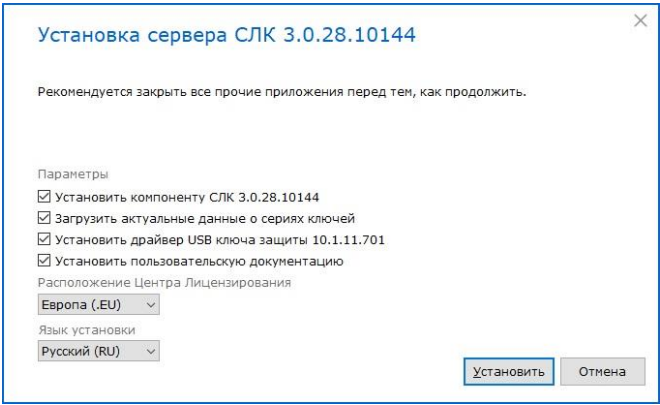 Установка сервера СЛК 3.0.28.10144
Рекомендуется закрыть все прочие приложения перед тем, как продолжить.
Параметры
Установить компоненту СЛК 3.0.28.10144
Загрузить актуальные данные о сериях ключей
Установить драйвер USB ключа защиты 10.1.11.701
Установить пользовательскую документацию
Расположение Центра Лицензирования
Европа (.EU)
Язык установки
Русский (RU)
Установить Отмена